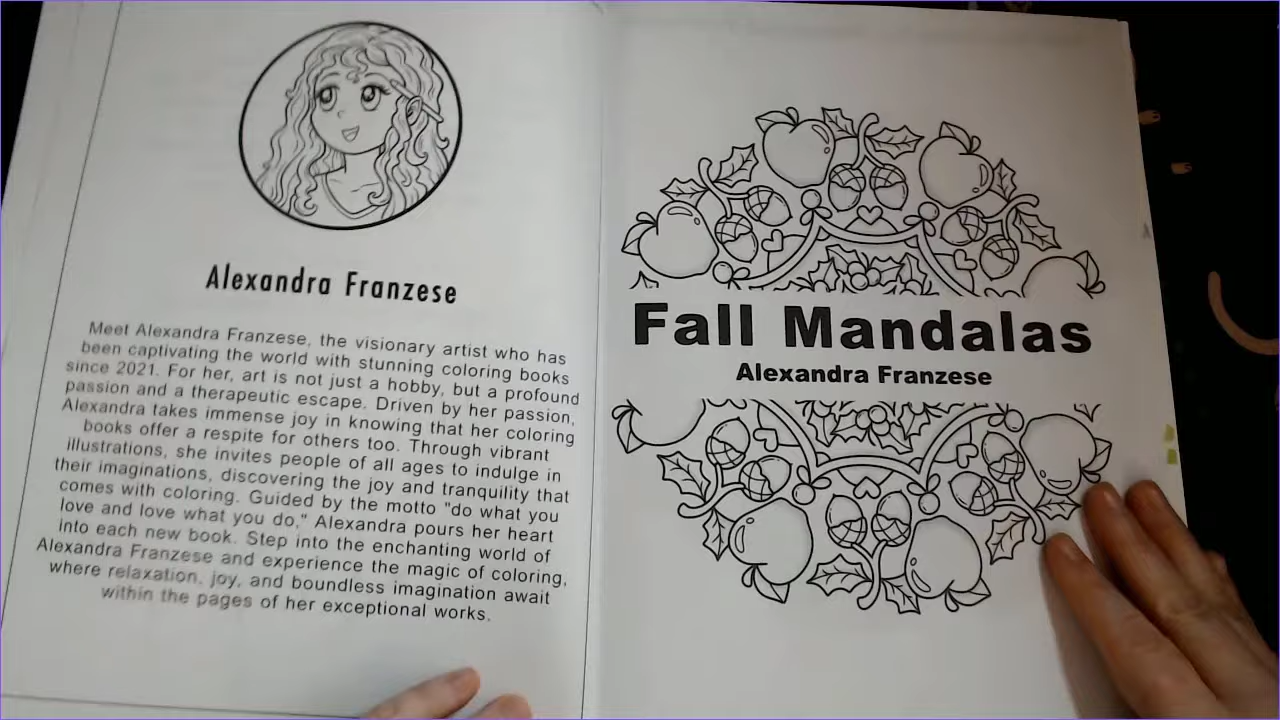 Alexandra Franzese
Meet Alexandra Franzese, the visionary artist who has
been captivating the world with stunning coloring books
since 2021. For her, art is not just a hobby, but a profound
passion and a therapeutic escape. Driven by her passion,
Alexandra takes immense joy in knowing that her coloring
books offer a respite for others too. Through vibrant
illustrations, she invites people of all ages to indulge in
their imaginations, discovering the joy and tranquility that
comes with coloring. Guided by the motto "do what you
love and love what you do," Alexandra pours her heart
into each new book. Step into the enchanting world of
Alexandra Franzese and experience the magic of coloring,
where relaxation, joy, and boundless imagination await
within the pages of her exceptional works.
Fall Mandalas
Alexandra Franzese